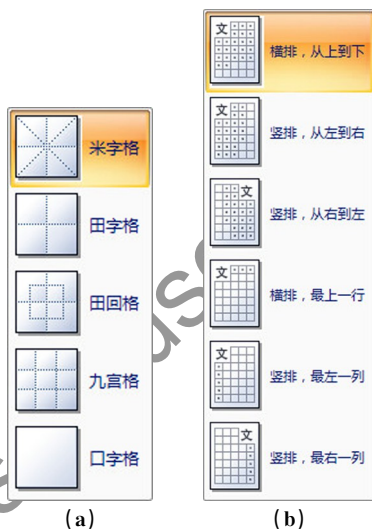 米字格
田字格
田回格
九宫格
口字格
(a)
文
横排，从上到下
文
竖排，从左到右
文
竖排，从右到左
文
横排，最上一行
文
竖排，最左一列
文
竖排，最右一列
(b)